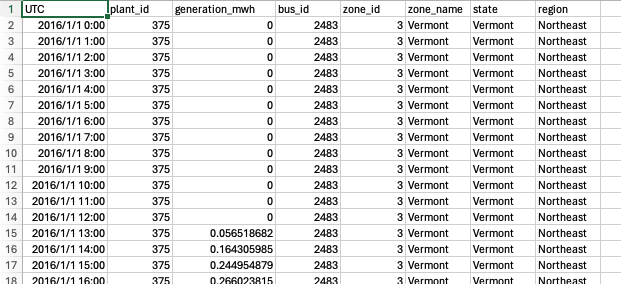 1 UTC plant_id generation_mwh bus_id zone_id zone_name state region
2 2016/1/1 0:00 375 0 2483 3 Vermont Vermont Northeast
3 2016/1/1 1:00 375 0 2483 3 Vermont Vermont Northeast
4 2016/1/1 2:00 375 0 2483 3 Vermont Vermont Northeast
5 2016/1/1 3:00 375 0 2483 3 Vermont Vermont Northeast
6 2016/1/1 4:00 375 0 2483 3 Vermont Vermont Northeast
7 2016/1/1 5:00 375 0 2483 3 Vermont Vermont Northeast
8 2016/1/1 6:00 375 0 2483 3 Vermont Vermont Northeast
9 2016/1/1 7:00 375 0 2483 3 Vermont Vermont Northeast
10 2016/1/1 8:00 375 0 2483 3 Vermont Vermont Northeast
11 2016/1/1 9:00 375 0 2483 3 Vermont Vermont Northeast
12 2016/1/1 10:00 375 0 2483 3 Vermont Vermont Northeast
13 2016/1/1 11:00 375 0 2483 3 Vermont Vermont Northeast
14 2016/1/1 12:00 375 0 2483 3 Vermont Vermont Northeast
15 2016/1/1 13:00 375 0.056518682 2483 3 Vermont Vermont Northeast
16 2016/1/1 14:00 375 0.164305985 2483 3 Vermont Vermont Northeast
17 2016/1/1 15:00 375 0.244954879 2483 3 Vermont Vermont Northeast
18 2016/1/1 16:00 375 0.266023815 2483 3 Vermont Vermont Northeast